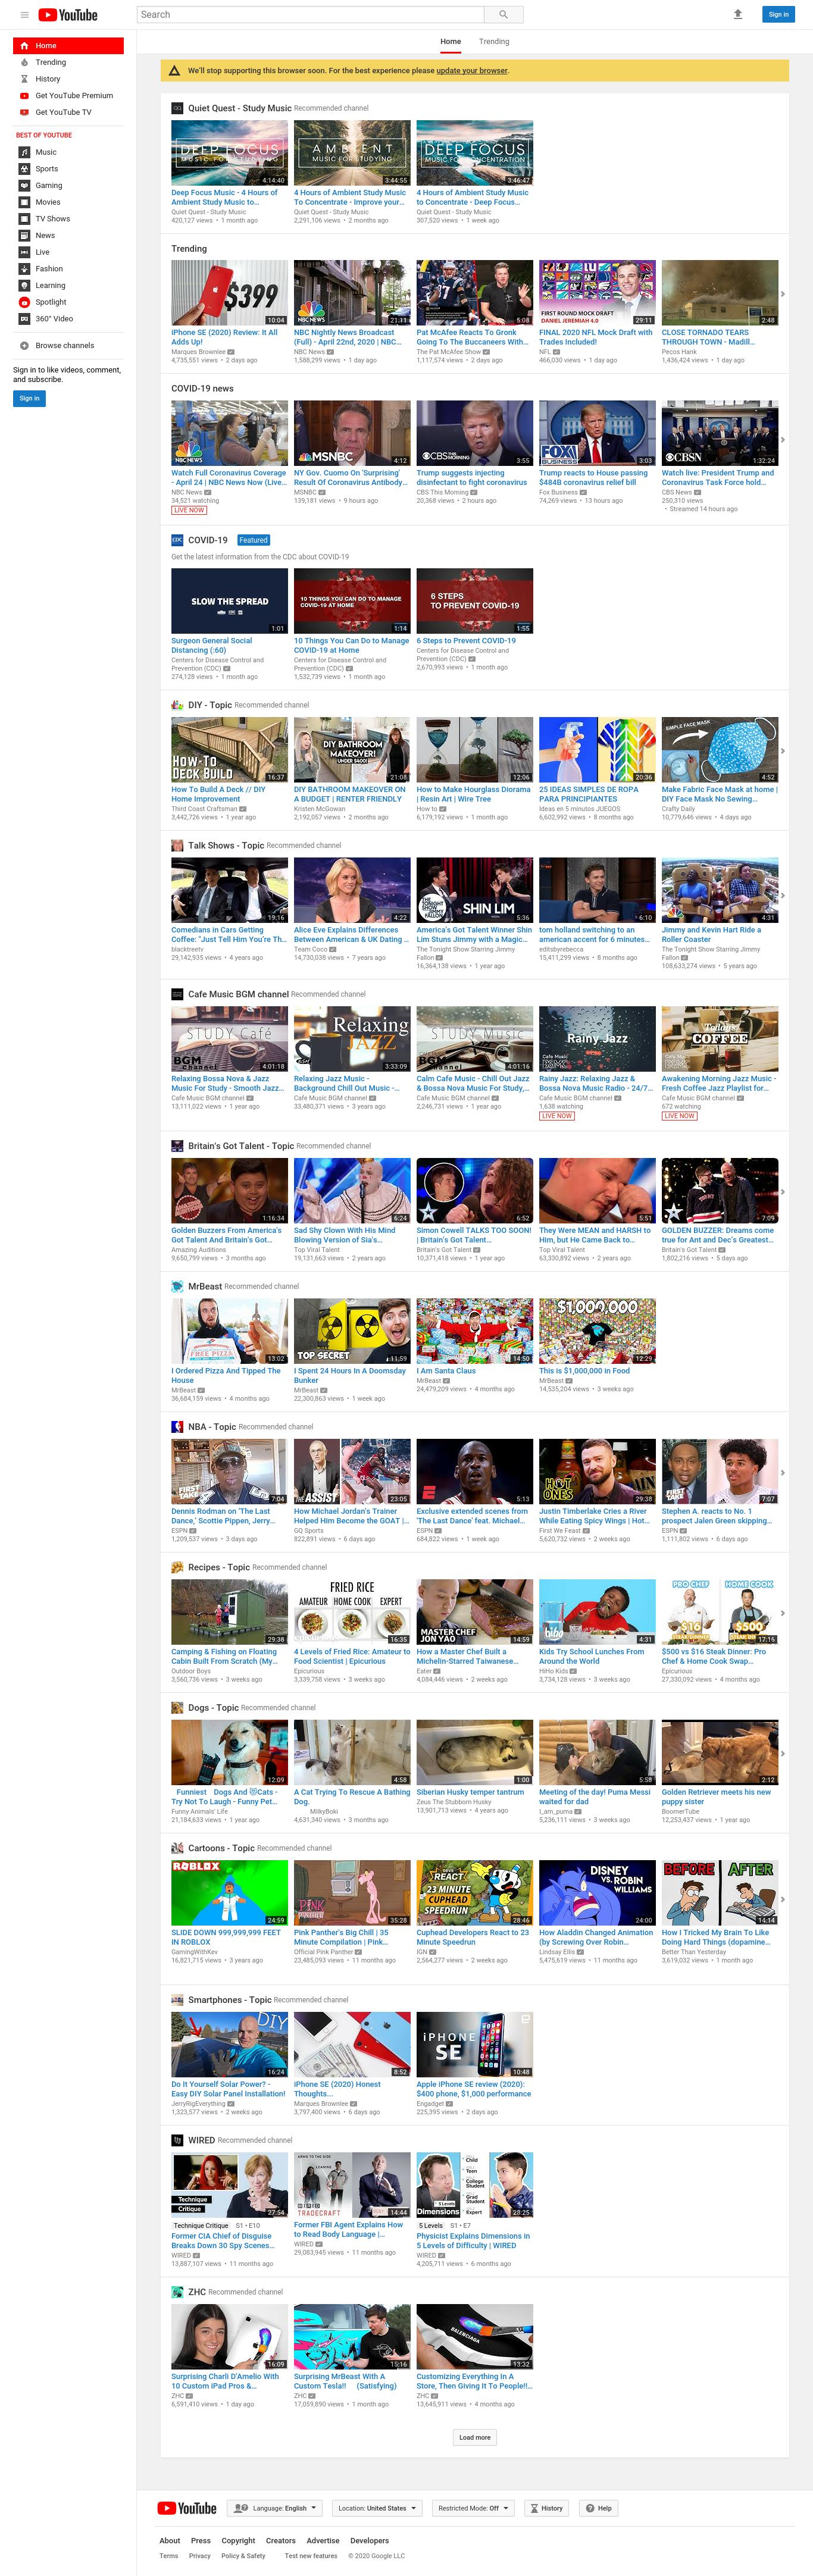 YouTube
Search
Sign in
Home
Trending
History
Get YouTube Premium
Get YouTube TV
BEST OF YOUTUBE
Music
Sports
Gaming
Movies
TV Shows
News
Live
Fashion
Learning
Spotlight
360° Video
Browse channels
Sign in to like videos, comment,
and subscribe.
Sign in
Home Trending
We'll stop supporting this browser soon. For the best experience please update your browser.
Quiet Quest - Study Music Recommended channel
DEEP FOCUS
MUSIC FOR STUDYING
4:14:40
Deep Focus Music - 4 Hours of
Ambient Study Music to...
Quiet Quest - Study Music
420,127 views • 1 month ago
AMBIENT
MUSIC FOR STUDYING
3:44:55
4 Hours of Ambient Study Music
To Concentrate - Improve your...
Quiet Quest - Study Music
2,291,106 views • 2 months ago
DEEP FOCUS
MUSIC FOR CONCENTRATION
3:46:47
4 Hours of Ambient Study Music
to Concentrate - Deep Focus...
Quiet Quest - Study Music
307,520 views • 1 week ago
Trending
$399
10:04
iPhone SE (2020) Review: It All
Adds Up!
Marques Brownlee
4,735,551 views • 2 days ago
NBC NEWS
21:11
NBC Nightly News Broadcast
(Full) - April 22nd, 2020 | NBC...
NBC News
1,588,299 views • 1 day ago
5:08
Pat McAfee Reacts To Gronk
Going To The Buccaneers With...
The Pat McAfee Show
1,117,574 views • 2 days ago
FIRST ROUND MOCK DRAFT
DANIEL JEREMIAH 4.0
29:11
FINAL 2020 NFL Mock Draft with
Trades Included!
NFL
466,030 views • 1 day ago
2:48
CLOSE TORNADO TEARS
THROUGH TOWN - Madill...
Pecos Hank
1,436,424 views • 1 day ago
COVID-19 news
NBC NEWS
Watch Full Coronavirus Coverage
- April 24 | NBC News Now (Live...
NBC News
34,521 watching
LIVE NOW
MSNBC
4:12
NY Gov. Cuomo On 'Surprising'
Result Of Coronavirus Antibody...
MSNBC
139,181 views • 9 hours ago
CBS THIS MORNING
3:55
Trump suggests injecting
disinfectant to fight coronavirus
CBS This Morning
20,368 views • 2 hours ago
FOX BUSINESS
3:03
Trump reacts to House passing
$484B coronavirus relief bill
Fox Business
74,269 views • 13 hours ago
CBSN
1:32:24
Watch live: President Trump and
Coronavirus Task Force hold...
CBS News
250,310 views
• Streamed 14 hours ago
COVID-19 Featured
Get the latest information from the CDC about COVID-19
SLOW THE SPREAD
1:01
Surgeon General Social
Distancing (:60)
Centers for Disease Control and
Prevention (CDC)
274,128 views • 1 month ago
10 THINGS YOU CAN DO TO MANAGE
COVID-19 AT HOME
1:14
10 Things You Can Do to Manage
COVID-19 at Home
Centers for Disease Control and
Prevention (CDC)
1,532,739 views • 1 month ago
6 STEPS
TO PREVENT COVID-19
1:55
6 Steps to Prevent COVID-19
Centers for Disease Control and
Prevention (CDC)
2,670,993 views • 1 month ago
DIY - Topic Recommended channel
HOW-TO
DECK BUILD
16:37
How To Build A Deck // DIY
Home Improvement
Third Coast Craftsman
3,442,726 views • 1 year ago
DIY BATHROOM
MAKEOVER!
UNDER $400!
21:08
DIY BATHROOM MAKEOVER ON
A BUDGET | RENTER FRIENDLY
Kristen McGowan
2,192,057 views • 2 months ago
12:06
How to Make Hourglass Diorama
| Resin Art | Wire Tree
How to
6,179,192 views • 1 month ago
20:36
25 IDEAS SIMPLES DE ROPA
PARA PRINCIPIANTES
Ideas en 5 minutos JUEGOS
6,602,992 views • 8 months ago
SIMPLE FACE MASK
4:52
Make Fabric Face Mask at home |
DIY Face Mask No Sewing...
Crafty Daily
10,779,646 views • 4 days ago
Talk Shows - Topic Recommended channel
19:16
Comedians in Cars Getting
Coffee: "Just Tell Him You're Th...
blacktreetv
29,142,935 views • 4 years ago
4:22
Alice Eve Explains Differences
Between American & UK Dating ...
Team Coco
14,730,038 views • 7 years ago
SHIN LIM
5:36
America's Got Talent Winner Shin
Lim Stuns Jimmy with a Magic...
The Tonight Show Starring Jimmy
Fallon
16,364,138 views • 1 year ago
6:10
tom holland switching to an
american accent for 6 minutes...
editsbyrebecca
15,411,299 views • 8 months ago
4:31
Jimmy and Kevin Hart Ride a
Roller Coaster
The Tonight Show Starring Jimmy
Fallon
108,633,274 views • 5 years ago
Cafe Music BGM channel Recommended channel
STUDY Café
BGM
channel
4:01:18
Relaxing Bossa Nova & Jazz
Music For Study - Smooth Jazz...
Cafe Music BGM channel
13,111,022 views • 1 year ago
Relaxing
JAZZ
3:33:09
Relaxing Jazz Music -
Background Chill Out Music -...
Cafe Music BGM channel
33,480,371 views • 3 years ago
STUDY Music
BGM
channel
4:01:16
Calm Cafe Music - Chill Out Jazz
& Bossa Nova Music For Study,...
Cafe Music BGM channel
2,246,731 views • 1 year ago
Rainy Jazz
Cafe Music
Rainy Jazz: Relaxing Jazz &
Bossa Nova Music Radio - 24/7...
Cafe Music BGM channel
1,638 watching
LIVE NOW
Today's
COFFEE
Cafe Music
Awakening Morning Jazz Music -
Fresh Coffee Jazz Playlist for...
Cafe Music BGM channel
672 watching
LIVE NOW
Britain's Got Talent - Topic Recommended channel
1:16:34
Golden Buzzers From America's
Got Talent And Britain's Got...
Amazing Auditions
9,650,799 views • 3 months ago
6:24
Sad Shy Clown With His Mind
Blowing Version of Sia's...
Top Viral Talent
19,131,663 views • 2 years ago
6:52
Simon Cowell TALKS TOO SOON!
| Britain's Got Talent...
Britain's Got Talent
10,371,418 views • 1 year ago
5:51
They Were MEAN and HARSH to
Him, but He Came Back to...
Top Viral Talent
63,330,892 views • 2 years ago
7:09
GOLDEN BUZZER: Dreams come
true for Ant and Dec's Greatest...
Britain's Got Talent
1,802,216 views • 5 days ago
MrBeast Recommended channel
FREE PIZZA
13:02
I Ordered Pizza And Tipped The
House
MrBeast
36,684,159 views • 4 months ago
TOP SECRET
11:59
I Spent 24 Hours In A Doomsday
Bunker
MrBeast
22,300,863 views • 1 week ago
14:50
I Am Santa Claus
MrBeast
24,479,209 views • 4 months ago
$1,000,000
12:29
This is $1,000,000 in Food
MrBeast
14,535,204 views • 3 weeks ago
NBA - Topic Recommended channel
FIRST TAKE
7:04
Dennis Rodman on 'The Last
Dance,' Scottie Pippen, Jerry...
ESPN
1,209,537 views • 3 days ago
THE
ASSIST
23:05
How Michael Jordan's Trainer
Helped Him Become the GOAT |...
GQ Sports
822,891 views • 6 days ago
5:13
Exclusive extended scenes from
'The Last Dance' feat. Michael...
ESPN
684,822 views • 1 week ago
HOT ONES
29:38
Justin Timberlake Cries a River
While Eating Spicy Wings | Hot...
First We Feast
5,620,732 views • 2 weeks ago
FIRST TAKE
7:07
Stephen A. reacts to No. 1
prospect Jalen Green skipping...
ESPN
1,111,802 views • 6 days ago
Recipes - Topic Recommended channel
29:38
Camping & Fishing on Floating
Cabin Built From Scratch (My...
Outdoor Boys
3,560,736 views • 3 weeks ago
FRIED RICE
AMATEUR HOME COOK EXPERT
16:35
4 Levels of Fried Rice: Amateur to
Food Scientist | Epicurious
Epicurious
3,339,758 views • 3 weeks ago
MASTER CHEF
JON YAO
14:59
How a Master Chef Built a
Michelin-Starred Taiwanese...
Eater
4,084,446 views • 2 weeks ago
hiho
4:31
Kids Try School Lunches From
Around the World
HiHo Kids
3,734,128 views • 3 weeks ago
PRO CHEF HOME COOK
$16 $500
STEAK DINNER STEAK DINNER
17:16
$500 vs $16 Steak Dinner: Pro
Chef & Home Cook Swap...
Epicurious
27,330,092 views • 4 months ago
Dogs - Topic Recommended channel
12:09
Funniest Dogs And Cats -
Try Not To Laugh - Funny Pet...
Funny Animals' Life
21,184,633 views • 1 year ago
4:58
A Cat Trying To Rescue A Bathing
Dog.
MilkyBoki
4,631,340 views • 3 months ago
1:00
Siberian Husky temper tantrum
Zeus The Stubborn Husky
13,901,713 views • 4 years ago
5:58
Meeting of the day! Puma Messi
waited for dad
I_am_puma
5,236,111 views • 3 weeks ago
2:12
Golden Retriever meets his new
puppy sister
BoomerTube
12,253,437 views • 1 year ago
Cartoons - Topic Recommended channel
ROBLOX
24:59
SLIDE DOWN 999,999,999 FEET
IN ROBLOX
GamingWithKev
16,821,715 views • 3 years ago
PINK PANTHER
35:28
Pink Panther's Big Chill | 35
Minute Compilation | Pink...
Official Pink Panther
23,485,093 views • 11 months ago
DEVS
REACT
23 MINUTE
CUPHEAD
SPEEDRUN
28:46
Cuphead Developers React to 23
Minute Speedrun
IGN
2,564,277 views • 2 weeks ago
DISNEY
VS. ROBIN
WILLIAMS
24:00
How Aladdin Changed Animation
(by Screwing Over Robin...
Lindsay Ellis
5,475,619 views • 11 months ago
BEFORE AFTER
14:14
How I Tricked My Brain To Like
Doing Hard Things (dopamine...
Better Than Yesterday
3,619,032 views • 1 month ago
Smartphones - Topic Recommended channel
DIY
16:24
Do It Yourself Solar Power? -
Easy DIY Solar Panel Installation!
JerryRigEverything
1,323,577 views • 2 weeks ago
8:52
iPhone SE (2020) Honest
Thoughts...
Marques Brownlee
3,797,400 views • 6 days ago
iPHONE
SE
10:48
Apple iPhone SE review (2020):
$400 phone, $1,000 performance
Engadget
225,395 views • 2 days ago
WIRED Recommended channel
Technique
Critique
27:54
Technique Critique S1 • E10
Former CIA Chief of Disguise
Breaks Down 30 Spy Scenes...
WIRED
13,887,107 views • 11 months ago
ARMS TO THE SIDE
LEANING
WIRED
TRADECRAFT
14:44
Former FBI Agent Explains How
to Read Body Language |...
WIRED
29,083,945 views • 11 months ago
Child
Teen
College
Student
Grad
Student
Expert
5 Levels
Dimensions
28:25
5 Levels S1 • E7
Physicist Explains Dimensions in
5 Levels of Difficulty | WIRED
WIRED
4,205,711 views • 6 months ago
ZHC Recommended channel
16:09
Surprising Charli D'Amelio With
10 Custom iPad Pros &...
ZHC
6,591,410 views • 1 day ago
15:16
Surprising MrBeast With A
Custom Tesla!! (Satisfying)
ZHC
17,059,890 views • 1 month ago
BALENCIAGA
13:32
Customizing Everything In A
Store, Then Giving It To People!!...
ZHC
13,645,911 views • 4 months ago
Load more
YouTube Language: English Location: United States Restricted Mode: Off History Help
About Press Copyright Creators Advertise Developers
Terms Privacy Policy & Safety Test new features © 2020 Google LLC